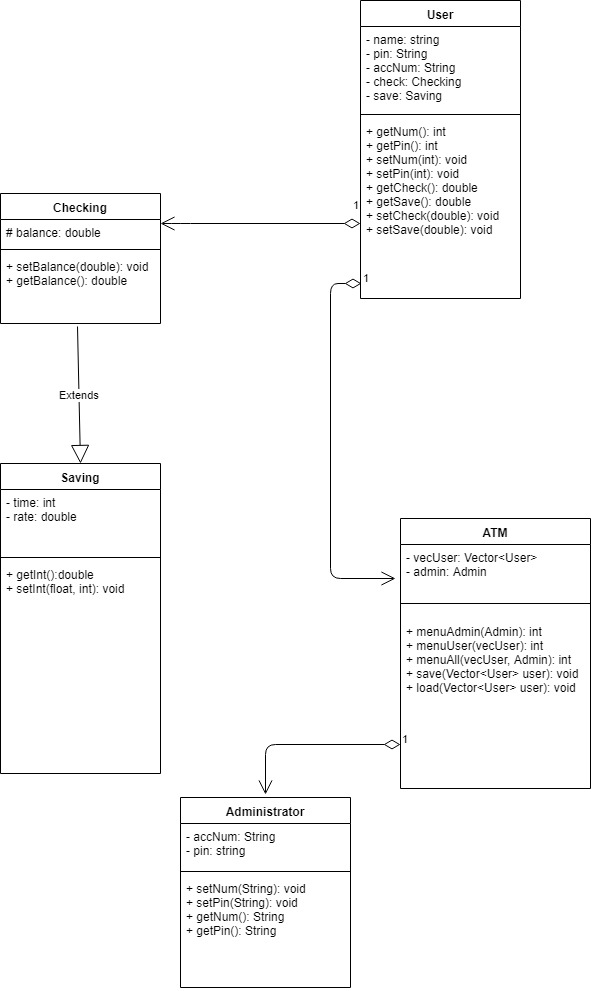 User
- name: string
- pin: String
- accNum: String
- check: Checking
- save: Saving
+ getNum(): int
+ getPin(): int
+ setNum(int): void
+ setPin(int): void
+ getCheck(): double
+ getSave(): double
+ setCheck(double): void
+ setSave(double): void
1
1
Checking
# balance: double
+ setBalance(double): void
+ getBalance(): double
Extends
Saving
- time: int
- rate: double
+ getInt():double
+ setInt(float, int): void
ATM
- vecUser: Vector<User>
- admin: Admin
+ menuAdmin(Admin): int
+ menuUser(vecUser): int
+ menuAll(vecUser, Admin): int
+ save(Vector<User> user): void
+ load(Vector<User> user): void
1
Administrator
- accNum: String
- pin: string
+ setNum(String): void
+ setPin(String): void
+ getNum(): String
+ getPin(): String